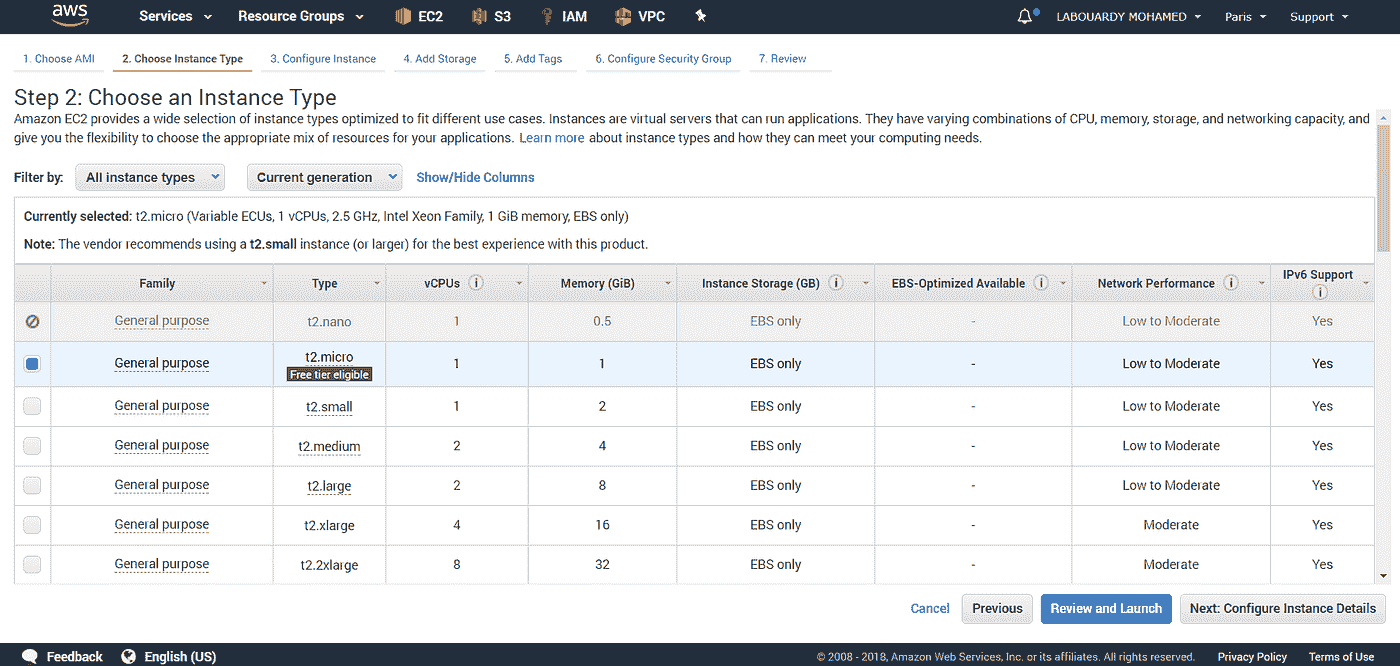 aws Services Resource Groups EC2 S3 IAM VPC LABOUARDY MOHAMED Paris Support
1. Choose AMI 2. Choose Instance Type 3. Configure Instance 4. Add Storage 5. Add Tags 6. Configure Security Group 7. Review
Step 2: Choose an Instance Type
Amazon EC2 provides a wide selection of instance types optimized to fit different use cases. Instances are virtual servers that can run applications. They have varying combinations of CPU, memory, storage, and networking capacity, and
give you the flexibility to choose the appropriate mix of resources for your applications. Learn more about instance types and how they can meet your computing needs.
Filter by: All instance types Current generation Show/Hide Columns
Currently selected: t2.micro (Variable ECUs, 1 vCPUs, 2.5 GHz, Intel Xeon Family, 1 GiB memory, EBS only)
Note: The vendor recommends using a t2.small instance (or larger) for the best experience with this product.
Family Type vCPUs i Memory (GiB) Instance Storage (GB) i EBS-Optimized Available i Network Performance i IPv6 Support i
General purpose t2.nano 1 0.5 EBS only - Low to Moderate Yes
General purpose t2.micro 1 1 EBS only - Low to Moderate Yes
Free tier eligible
General purpose t2.small 1 2 EBS only - Low to Moderate Yes
General purpose t2.medium 2 4 EBS only - Low to Moderate Yes
General purpose t2.large 2 8 EBS only - Low to Moderate Yes
General purpose t2.xlarge 4 16 EBS only - Moderate Yes
General purpose t2.2xlarge 8 32 EBS only - Moderate Yes
Cancel Previous Review and Launch Next: Configure Instance Details
Feedback English (US) © 2008 - 2018, Amazon Web Services, Inc. or its affiliates. All rights reserved. Privacy Policy Terms of Use